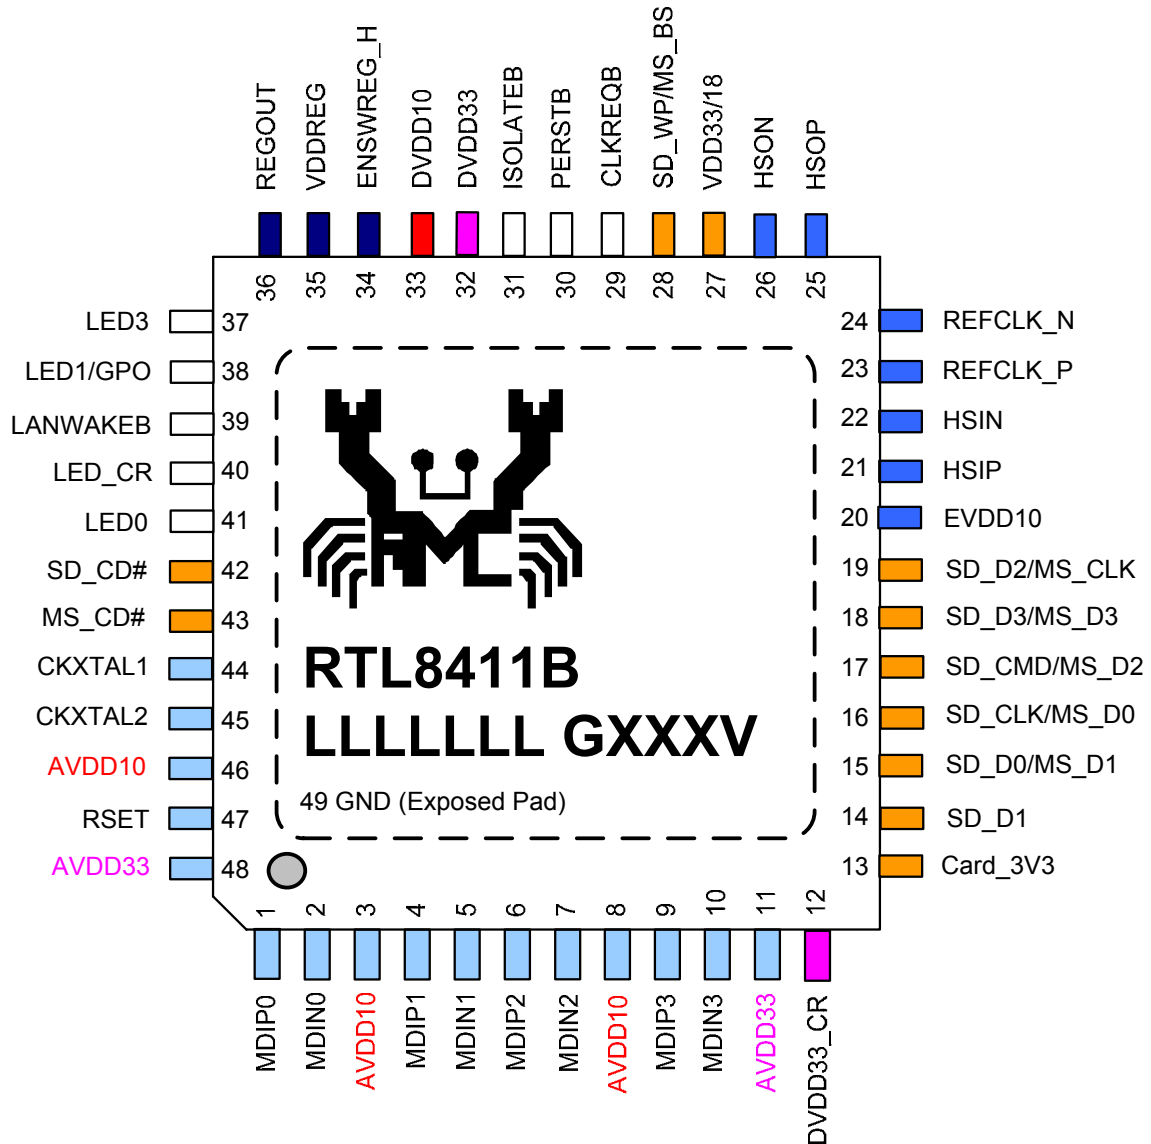 REGOUT
VDDREG
ENSWREG_H
DVDD10
DVDD33
ISOLATEB
PERSTB
CLKREQB
SD_WP/MS_BS
VDD33/18
HSON
HSOP
36
35
34
33
32
31
30
29
28
27
26
25
LED3 37
LED1/GPO 38
LANWAKEB 39
LED_CR 40
LED0 41
SD_CD# 42
MS_CD# 43
CKXTAL1 44
CKXTAL2 45
AVDD10 46
RSET 47
AVDD33 48
24 REFCLK_N
23 REFCLK_P
22 HSIN
21 HSIP
20 EVDD10
19 SD_D2/MS_CLK
18 SD_D3/MS_D3
17 SD_CMD/MS_D2
16 SD_CLK/MS_D0
15 SD_D0/MS_D1
14 SD_D1
13 Card_3V3
RTL8411B
LLLLLLL GXXXV
49 GND (Exposed Pad)
1
2
3
4
5
6
7
8
9
10
11
12
MDIP0
MDIN0
AVDD10
MDIP1
MDIN1
MDIP2
MDIN2
AVDD10
MDIP3
MDIN3
AVDD33
DVDD33_CR